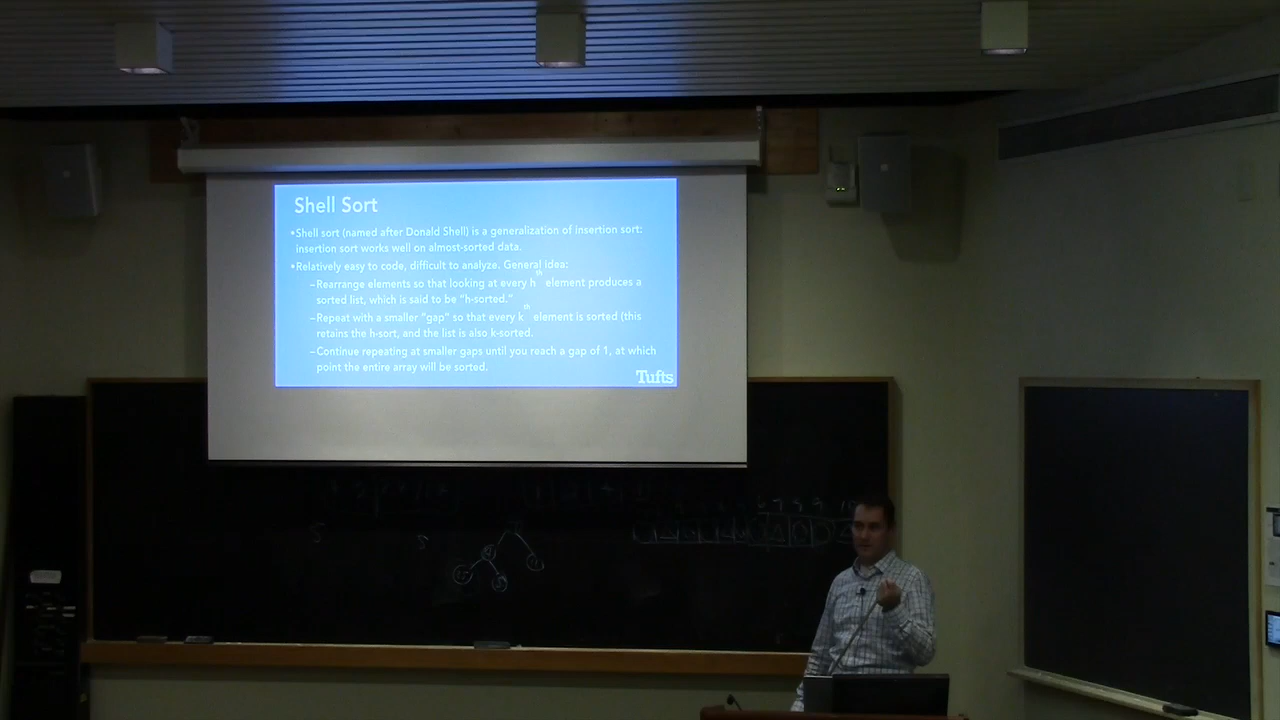 Shell Sort
•Shell sort (named after Donald Shell) is a generalization of insertion sort:
insertion sort works well on almost-sorted data.
•Relatively easy to code, difficult to analyze. General Idea:
–Rearrange elements so that looking at every hth element produces a
sorted list, which is said to be "h-sorted."
–Repeat with a smaller "gap" so that every kth element is sorted (this
retains the h-sort, and the list is also k-sorted.
–Continue repeating at smaller gaps until you reach a gap of 1, at which
point the entire array will be sorted.
Tufts